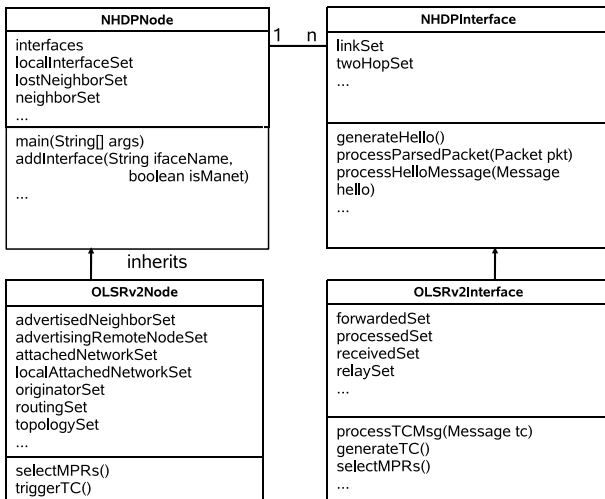 NHDPNode
interfaces
localInterfaceSet
lostNeighborSet
neighborSet
...
main(String[] args)
addInterface(String ifaceName,
boolean isManet)
...
1 n
NHDPInterface
linkSet
twoHopSet
...
generateHello()
processParsedPacket(Packet pkt)
processHelloMessage(Message
hello)
...
inherits
OLSRv2Node
advertisedNeighborSet
advertisingRemoteNodeSet
attachedNetworkSet
localAttachedNetworkSet
originatorSet
routingSet
topologySet
...
selectMPRs()
triggerTC()
OLSRv2Interface
forwardedSet
processedSet
receivedSet
relaySet
...
processTCMsg(Message tc)
generateTC()
selectMPRs()
...